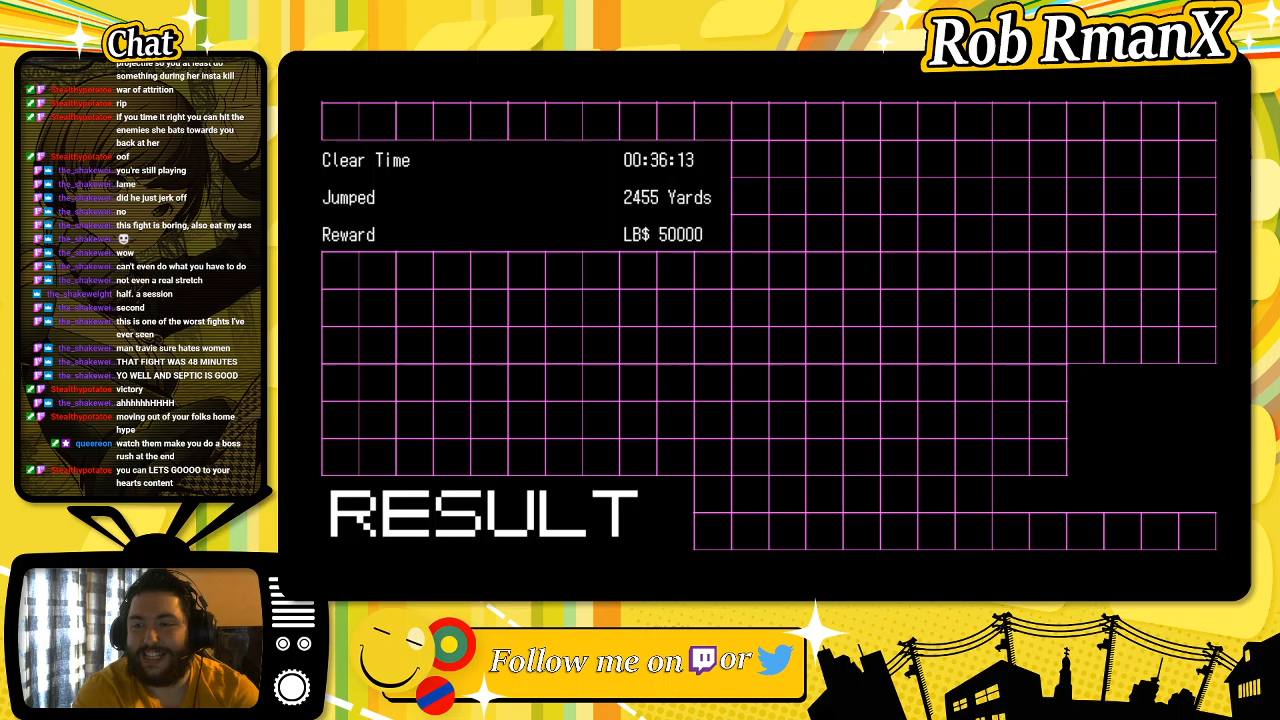 Chat
Rob RmanX
projectile so you at least do
something during her insta kill
Stealthypotatoe war of attrition
Stealthypotatoe rip
Stealthypotatoe if you time it right you can hit the
enemies she bats towards you
back at her
Stealthypotatoe oof
the_shakewei.. you're still playing
the_shakewei.. lame
the_shakewei.. did he just jerk off
the_shakewei.. no
the_shakewei.. this fight is boring, also eat my ass
the_shakewei..
the_shakewei.. wow
the_shakewei.. can't even do what you have to do
the_shakewei.. not even a real stretch
the_shakeweight half. a session
the_shakewei.. second
the_shakewei.. this is one of the worst fights I've
ever seen
the_shakewei.. man travis sure hates women
the_shakewei.. THAT FIGHT WAS 48 MINUTES
the_shakewei.. YO WELL AND SEPTIC IS GOOD
Stealthypotatoe victory
the_shakewei.. ahhhhhhHHHH
Stealthypotatoe moving out of your folks home
hype
queereon watch them make you do a boss
rush at the end
Stealthypotatoe you can LETS GOOOO to your
hearts content
Clear Time 00:36:13
Jumped 2455 Yards
Reward LB$ 50000
RESULT
Follow me on or